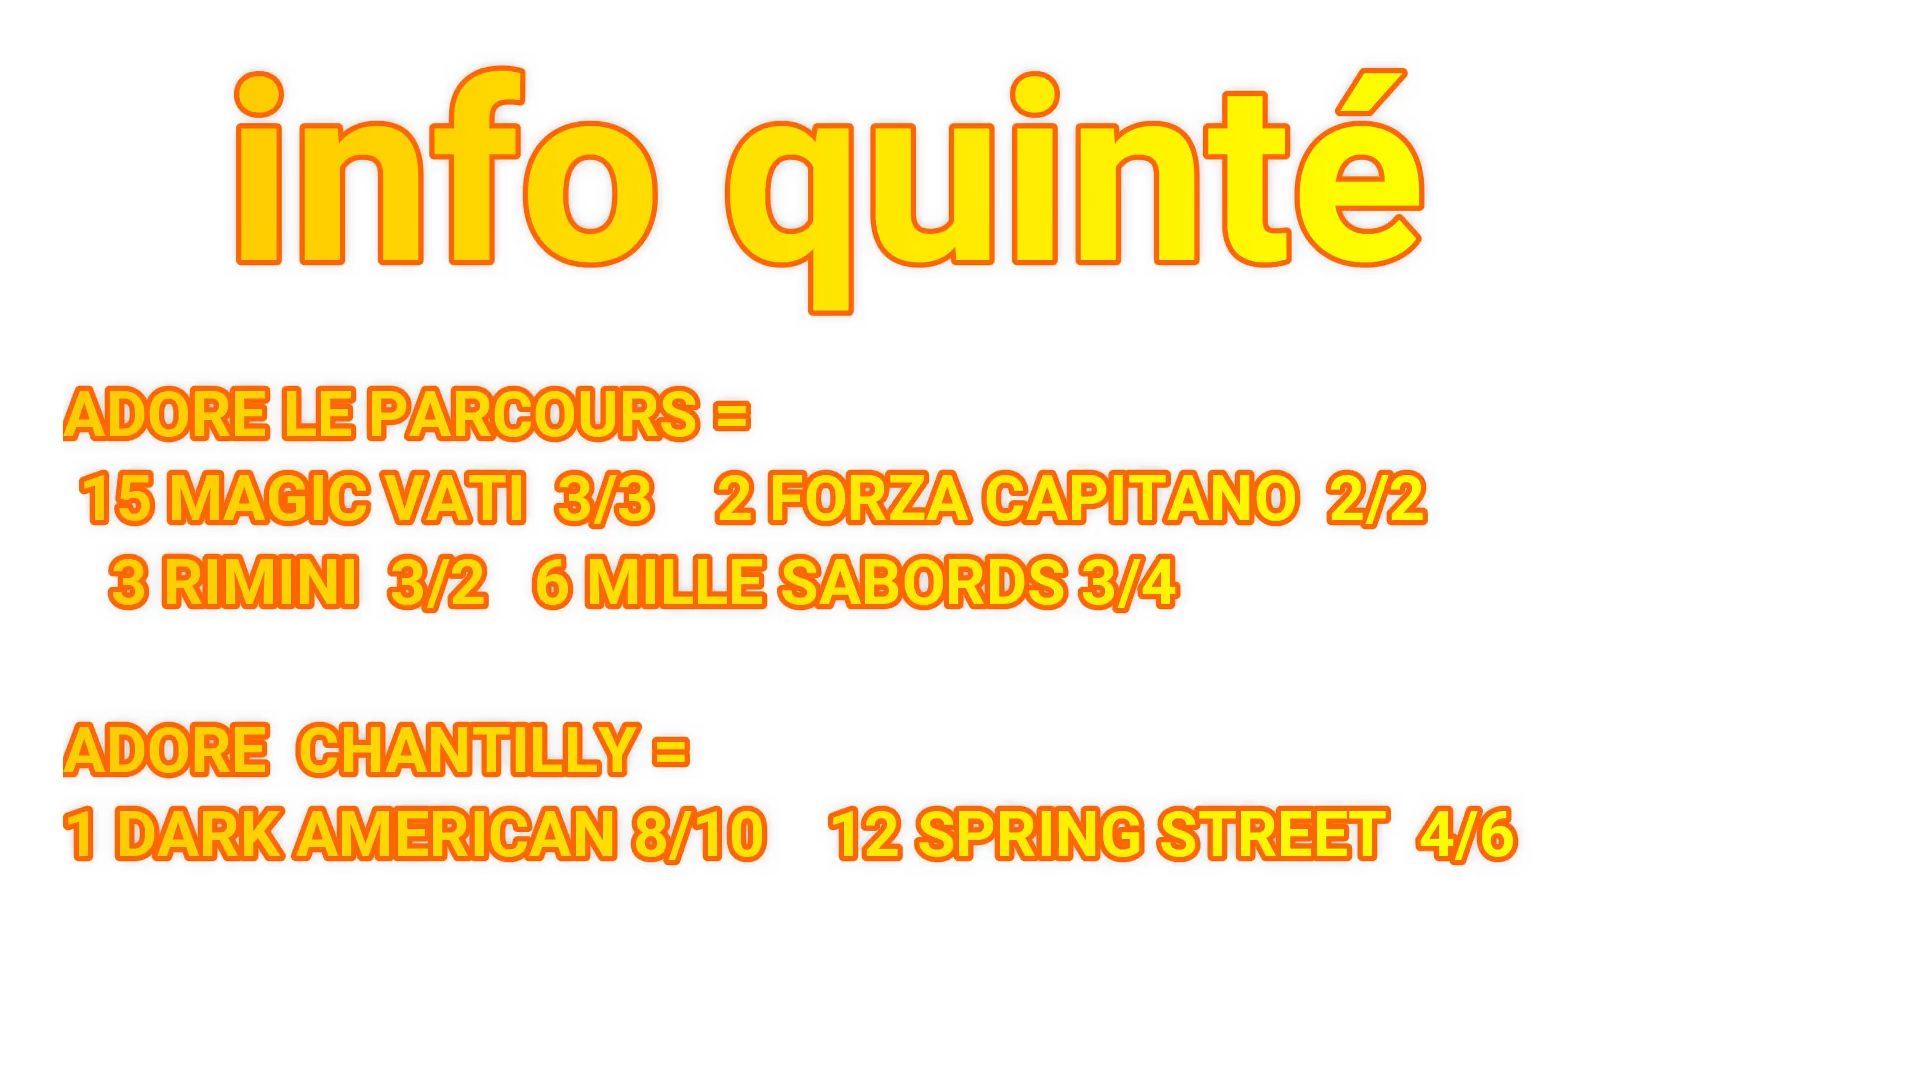 info quinté
ADORE LE PARCOURS =
15 MAGIC VATI 3/3 2 FORZA CAPITANO 2/2
3 RIMINI 3/2 6 MILLE SABORDS 3/4
ADORE CHANTILLY =
1 DARK AMERICAN 8/10 12 SPRING STREET 4/6